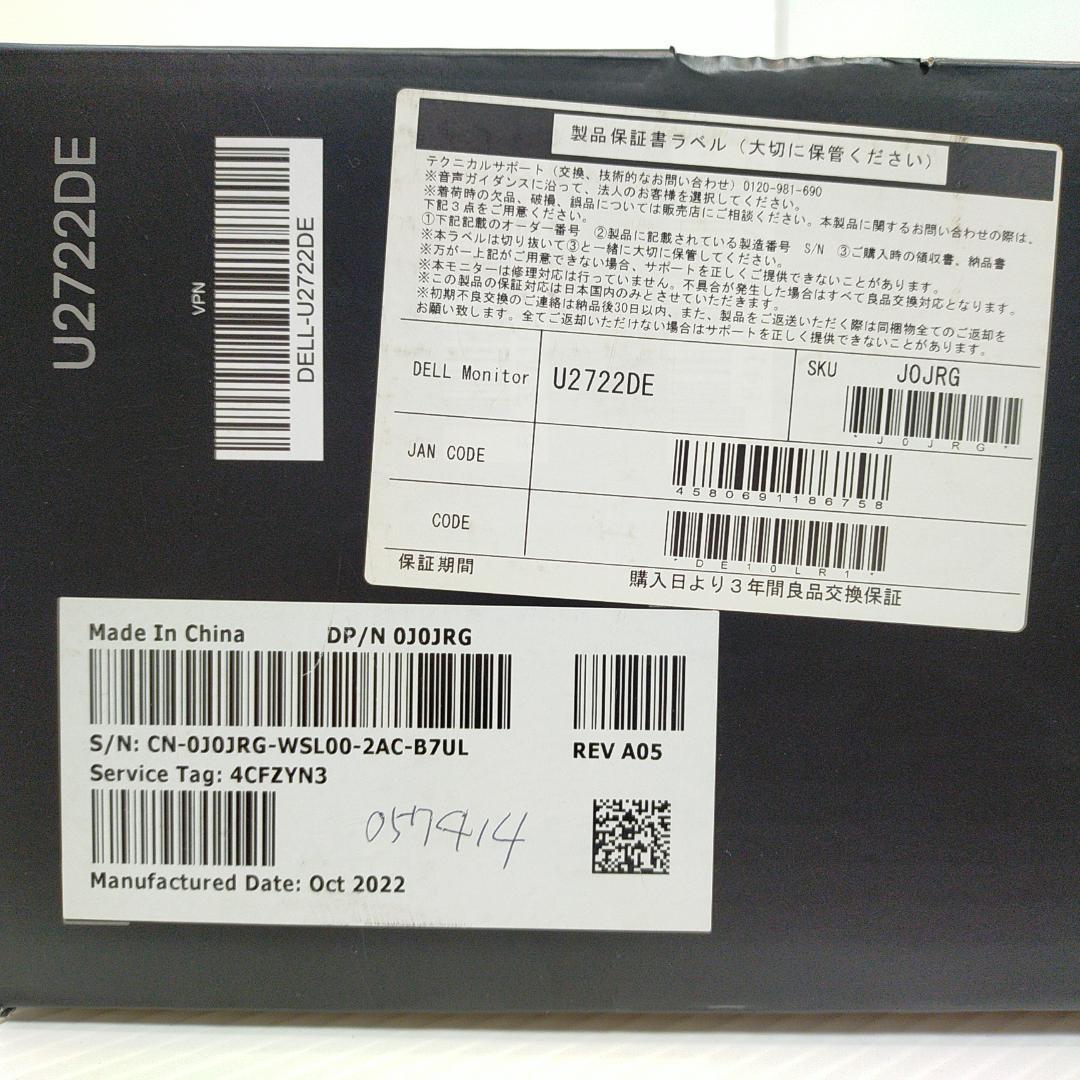 U2722DE
VPN
DELL-U2722DE
製品保証書ラベル（大切に保管ください）
テクニカルサポート（交換、技術的なお問い合わせ）0120-981-690
※音声ガイダンスに沿って、法人のお客様を選択してください。
※着荷時の欠品、破損、誤品については販売店にご相談ください。本製品に関するお問い合わせの際は、
下記３点をご用意ください。
①下記記載のオーダー番号　②製品に記載されている製造番号　S/N　③ご購入時の領収書、納品書
※本ラベルは切り抜いて③と一緒に大切に保管してください。
※万が一上記がご用意できない場合、サポートを正しくご提供できないことがあります。
※本モニターは修理対応は行っていません。不具合が発生した場合はすべて良品交換対応となります。
※この製品の保証対応は日本国内のみとさせていただきます。
※初期不良交換のご連絡は納品後30日以内、また、製品をご返送いただく際は同梱物全てのご返却を
お願い致します。全てご返却いただけない場合はサポートを正しく提供できないことがあります。
DELL Monitor
U2722DE
SKU
J0JRG
*J0JRG*
JAN CODE
4580691186758
CODE
*DE10LR1*
保証期間
購入日より３年間良品交換保証
Made In China
DP/N 0J0JRG
S/N: CN-0J0JRG-WSL00-2AC-B7UL
REV A05
Service Tag: 4CFZYN3
057414
Manufactured Date: Oct 2022